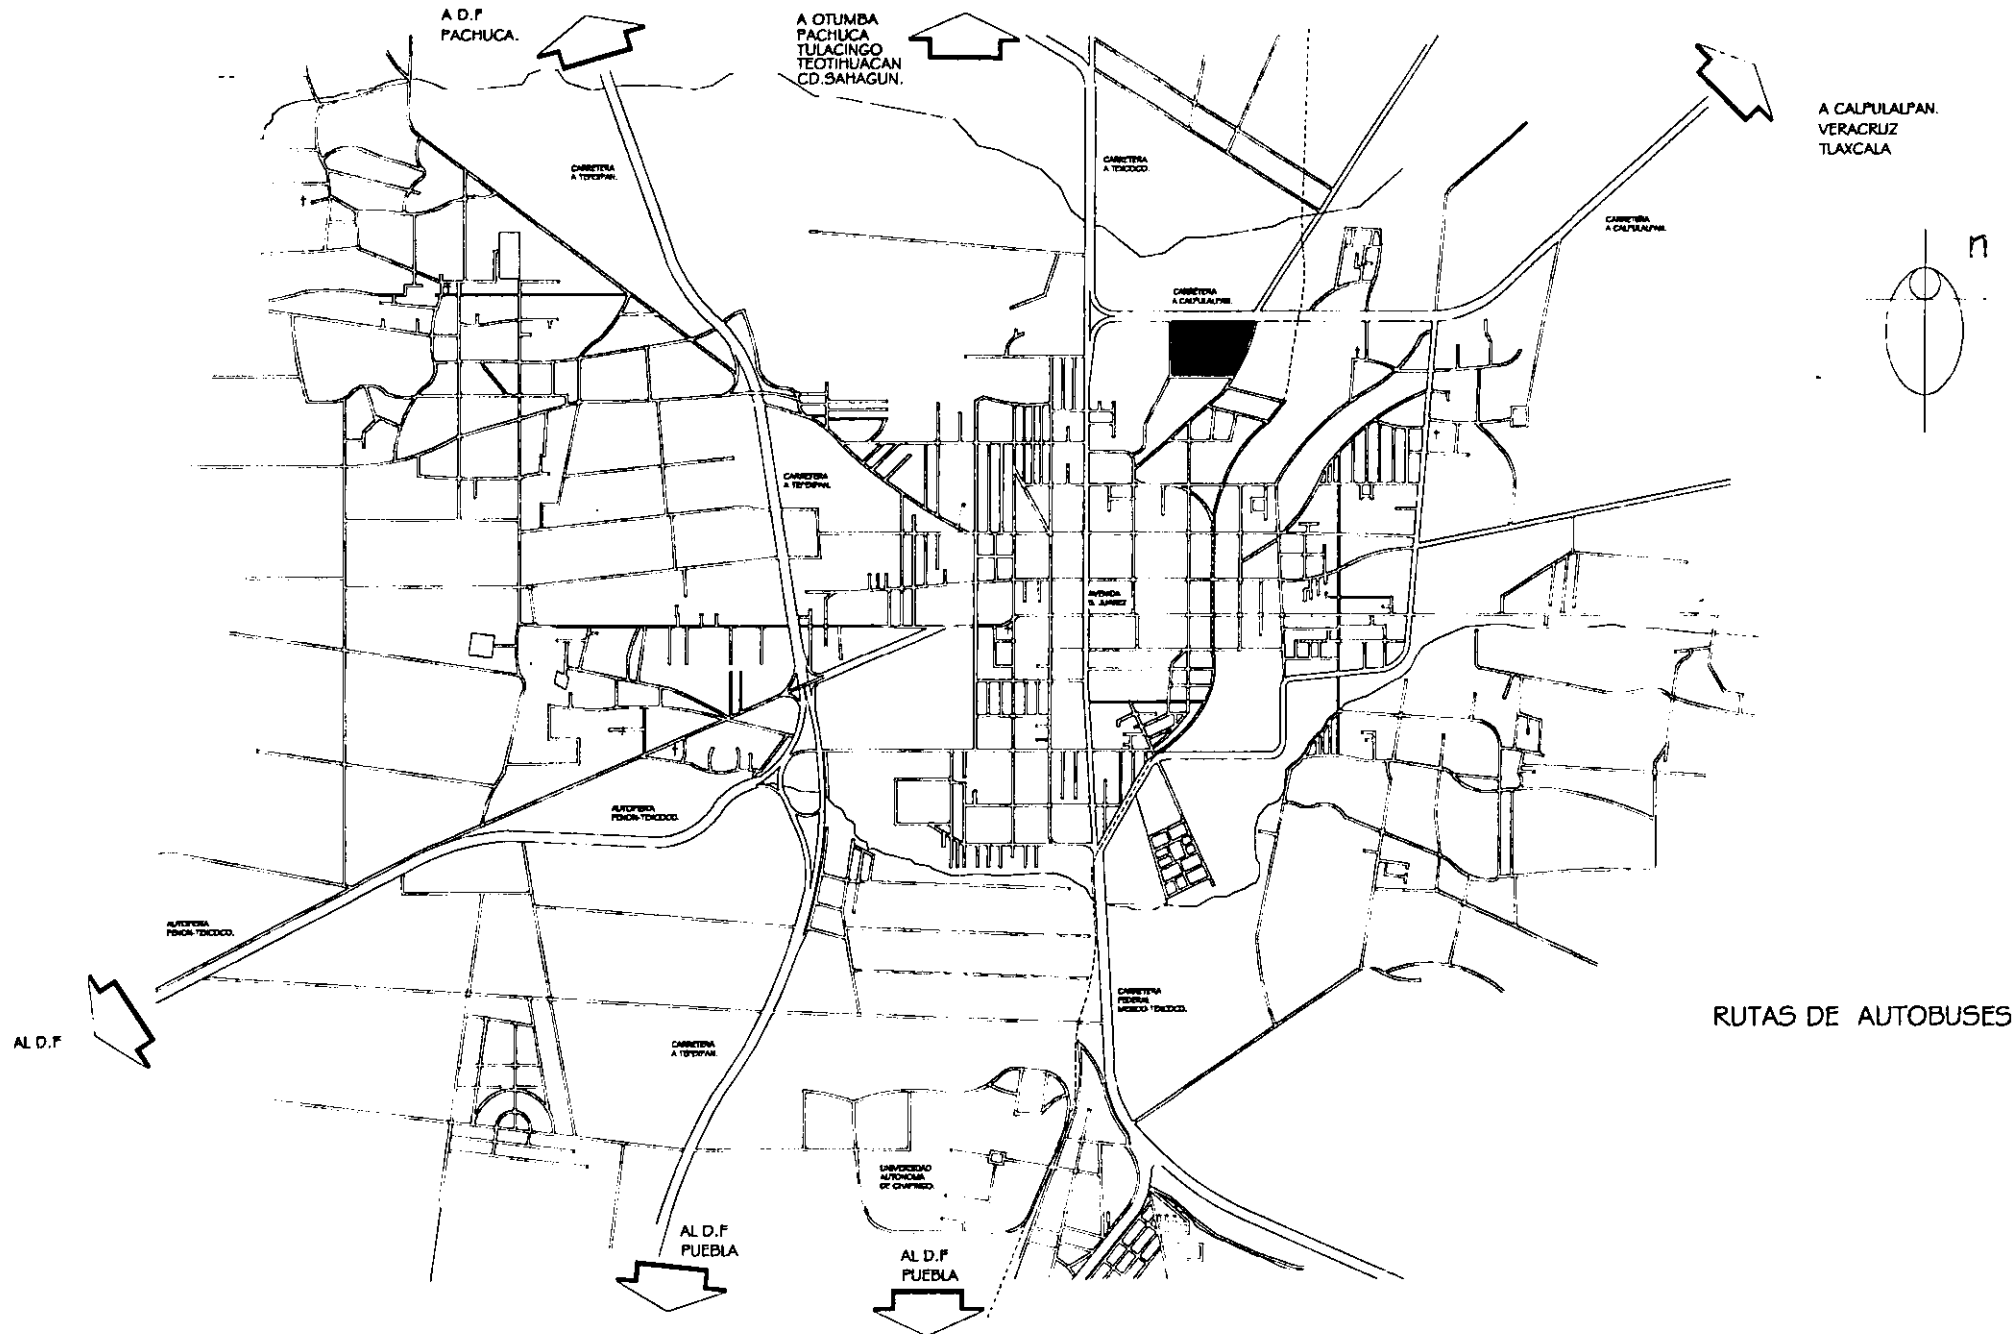 A D.F
PACHUCA.
A OTUMBA
PACHUCA
TULACINGO
TEOTIHUACAN
CD.SAHAGUN.
A CALPULALPAN.
VERACRUZ
TLAXCALA
CARRETERA
A TEPEXPAN.
CARRETERA
A TEXCOCO.
CARRETERA
A CALPULALPAN.
n
CARRETERA
A CALPULALPAN.
CARRETERA
A TEPEXPAN.
AVENIDA
B. JUAREZ
AUTOPISTA
PEÑON-TEXCOCO.
AUTOPISTA
PEÑON-TEXCOCO.
CARRETERA
FEDERAL
MEXICO-TEXCOCO.
RUTAS DE AUTOBUSES
AL D.F
CARRETERA
A TEPEXPAN.
UNIVERSIDAD
AUTONOMA
DE CHAPINGO.
AL D.F
PUEBLA
AL D.F
PUEBLA